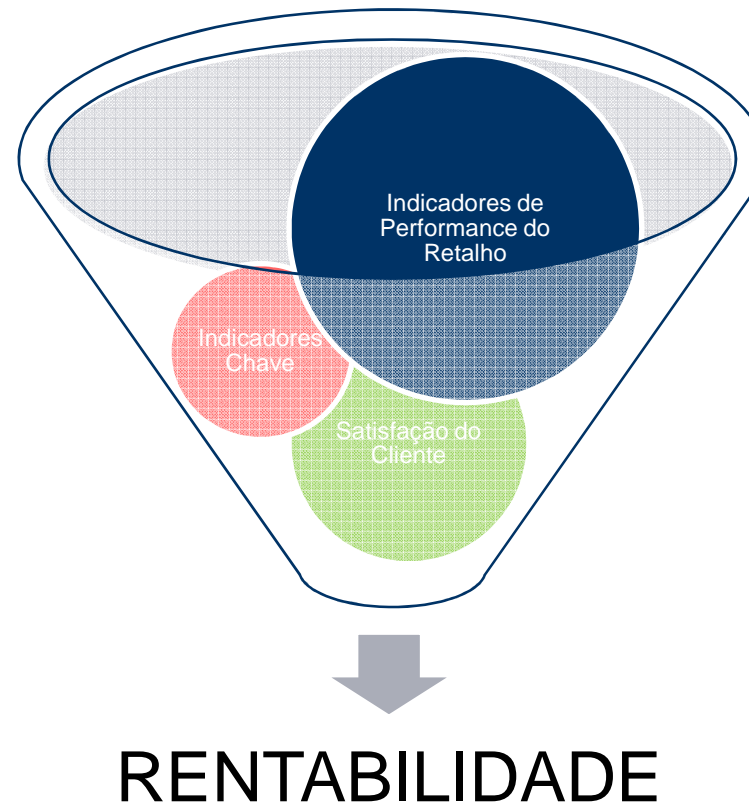 Indicadores de
Performance do
Retalho
Indicadores
Chave
Satisfação do
Cliente
RENTABILIDADE